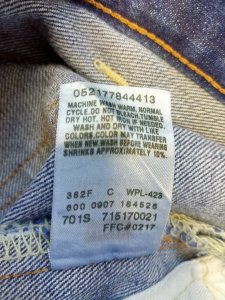 052177844413
MACHINE WASH WARM. NORMAL
CYCLE.DO NOT BLEACH.TUMBLE
DRY HOT. HOT IRON IF NEEDED.
WASH AND DRY WITH LIKE
COLORS.COLOR MAY TRANSFER
WHEN NEW.WASH BEFORE WEARING
SHRINKS APPROXIMATELY 10%.
362F C WPL-423
600 0907 184526
701S 715170021
FFC#0217